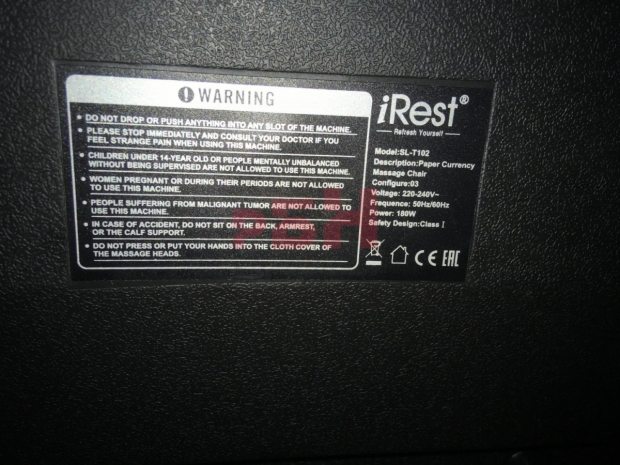 WARNING
• DO NOT DROP OR PUSH ANYTHING INTO ANY SLOT OF THE MACHINE.
• PLEASE STOP IMMEDIATELY AND CONSULT YOUR DOCTOR IF YOU
FEEL STRANGE PAIN WHEN USING THIS MACHINE.
• CHILDREN UNDER 14-YEAR OLD OR PEOPLE MENTALLY UNBALANCED
WITHOUT BEING SUPERVISED ARE NOT ALLOWED TO USE THIS MACHINE.
• WOMEN PREGNANT OR DURING THEIR PERIODS ARE NOT ALLOWED
TO USE THIS MACHINE.
• PEOPLE SUFFERING FROM MALIGNANT TUMOR ARE NOT ALLOWED TO
USE THIS MACHINE.
• IN CASE OF ACCIDENT, DO NOT SIT ON THE BACK, ARMREST,
OR THE CALF SUPPORT.
• DO NOT PRESS OR PUT YOUR HANDS INTO THE CLOTH COVER OF
THE MASSAGE HEADS.
iRest®
Refresh Yourself
Model:SL-T102
Description:Paper Currency
Massage Chair
Configure:03
Voltage: 220-240V~
Frequence: 50Hz/60Hz
Power: 180W
Safety Design:Class I
CE EAC